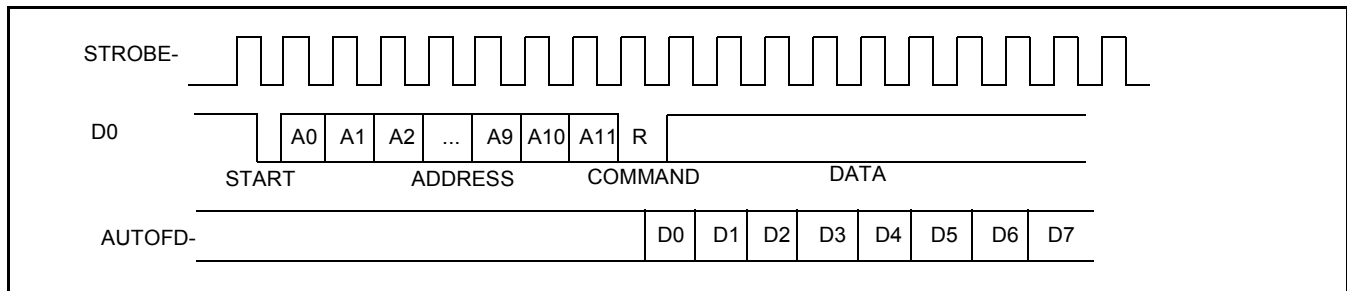 STROBE-
D0 A0 A1 A2 ... A9 A10 A11 R
START ADDRESS COMMAND DATA
AUTOFD- D0 D1 D2 D3 D4 D5 D6 D7